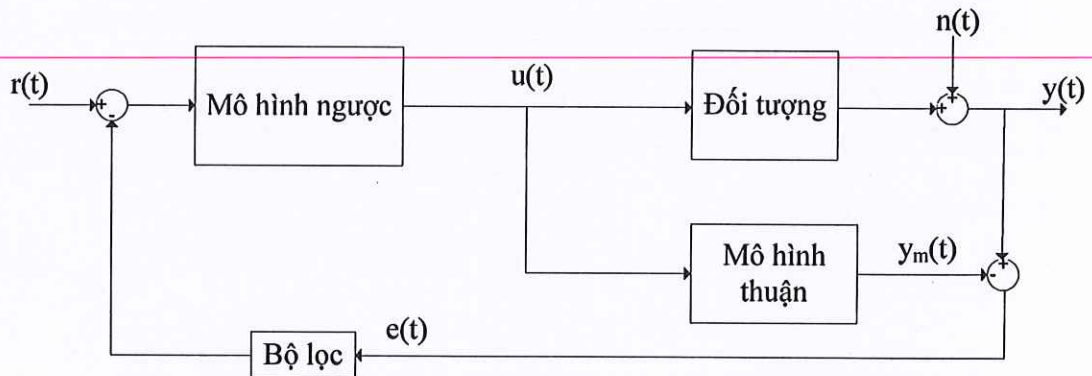 n(t)
r(t)
Mô hình ngược
u(t)
Đối tượng
y(t)
+
-
+
+
Mô hình
thuận
yₘ(t)
+
-
Bộ lọc
e(t)